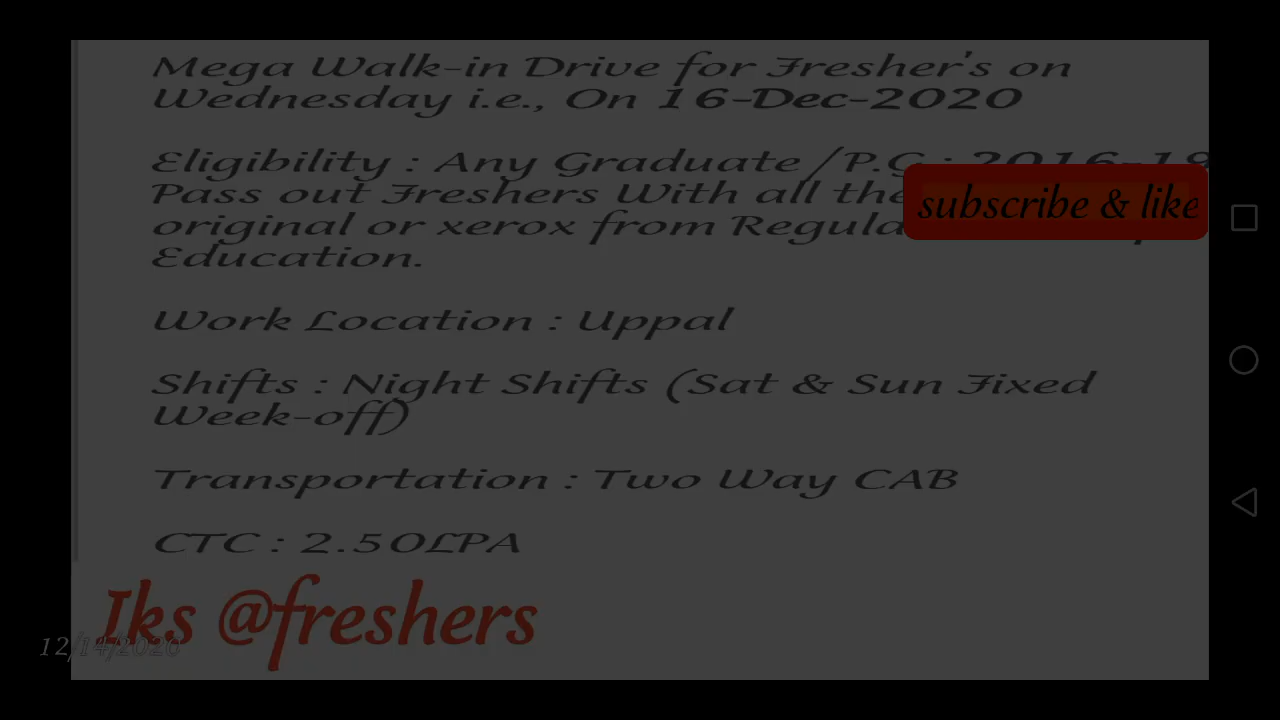 Mega Walk-in Drive for Fresher's on
Wednesday i.e., On 16-Dec-2020
Eligibility : Any Graduate /P.G : 2016-19
Pass out Freshers With all the
subscribe & like
original or xerox from
Education.
Work Location : Uppal
Shifts : Night Shifts (Sat & Sun Fixed
Week-off)
Transportation : Two Way CAB
CTC : 2.50LPA
Iks @freshers
12/14/2020